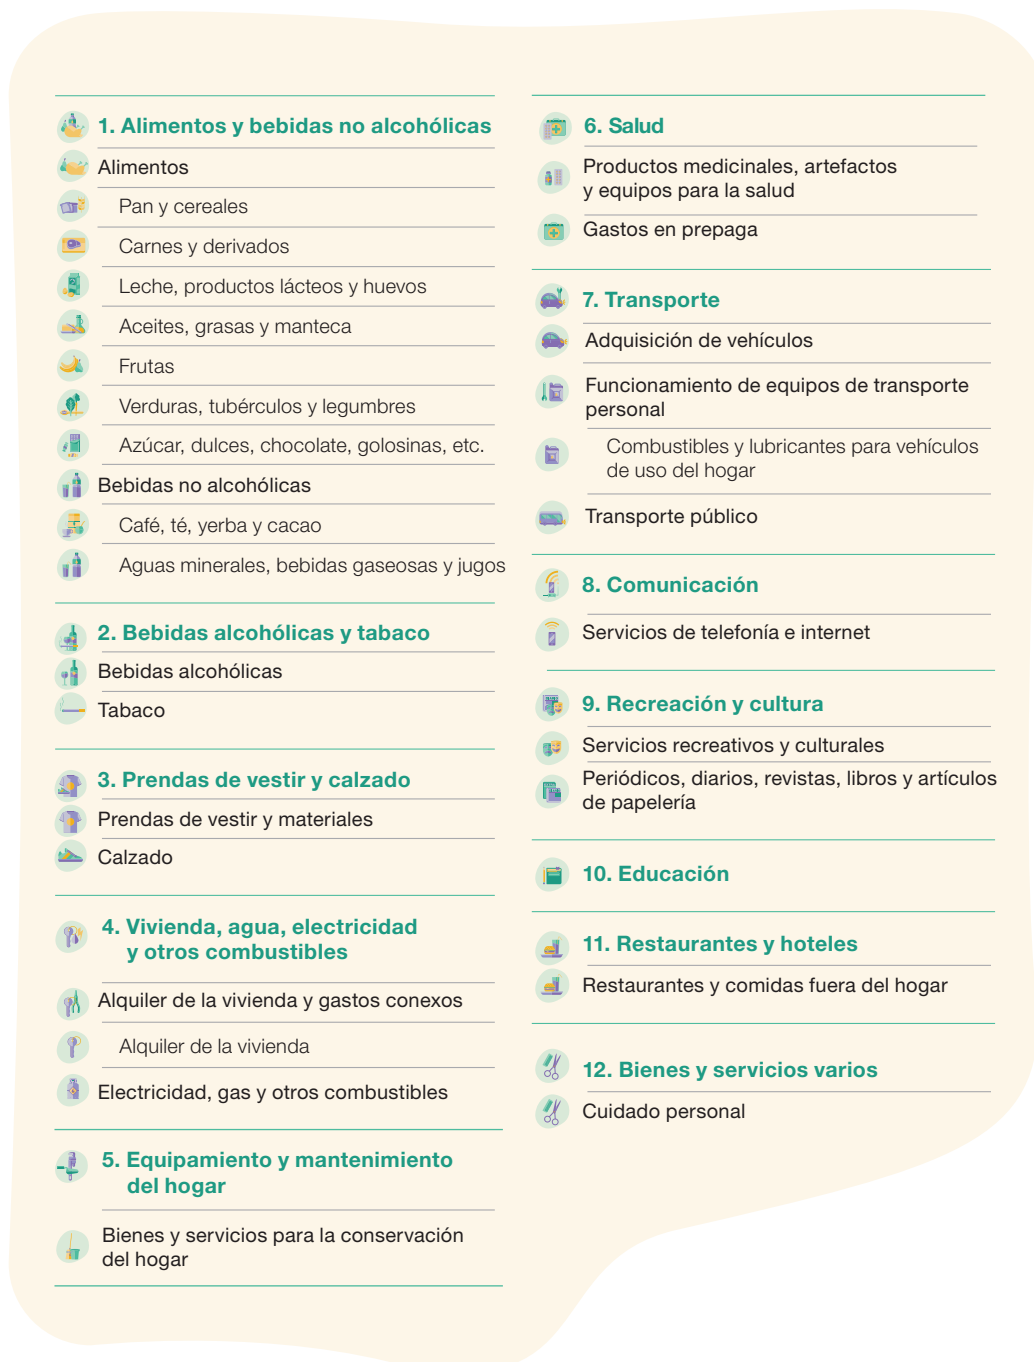 1. Alimentos y bebidas no alcohólicas
Alimentos
Pan y cereales
Carnes y derivados
Leche, productos lácteos y huevos
Aceites, grasas y manteca
Frutas
Verduras, tubérculos y legumbres
Azúcar, dulces, chocolate, golosinas, etc.
Bebidas no alcohólicas
Café, té, yerba y cacao
Aguas minerales, bebidas gaseosas y jugos
2. Bebidas alcohólicas y tabaco
Bebidas alcohólicas
Tabaco
3. Prendas de vestir y calzado
Prendas de vestir y materiales
Calzado
4. Vivienda, agua, electricidad
y otros combustibles
Alquiler de la vivienda y gastos conexos
Alquiler de la vivienda
Electricidad, gas y otros combustibles
5. Equipamiento y mantenimiento
del hogar
Bienes y servicios para la conservación
del hogar
6. Salud
Productos medicinales, artefactos
y equipos para la salud
Gastos en prepaga
7. Transporte
Adquisición de vehículos
Funcionamiento de equipos de transporte
personal
Combustibles y lubricantes para vehículos
de uso del hogar
Transporte público
8. Comunicación
Servicios de telefonía e internet
9. Recreación y cultura
Servicios recreativos y culturales
Periódicos, diarios, revistas, libros y artículos
de papelería
10. Educación
11. Restaurantes y hoteles
Restaurantes y comidas fuera del hogar
12. Bienes y servicios varios
Cuidado personal